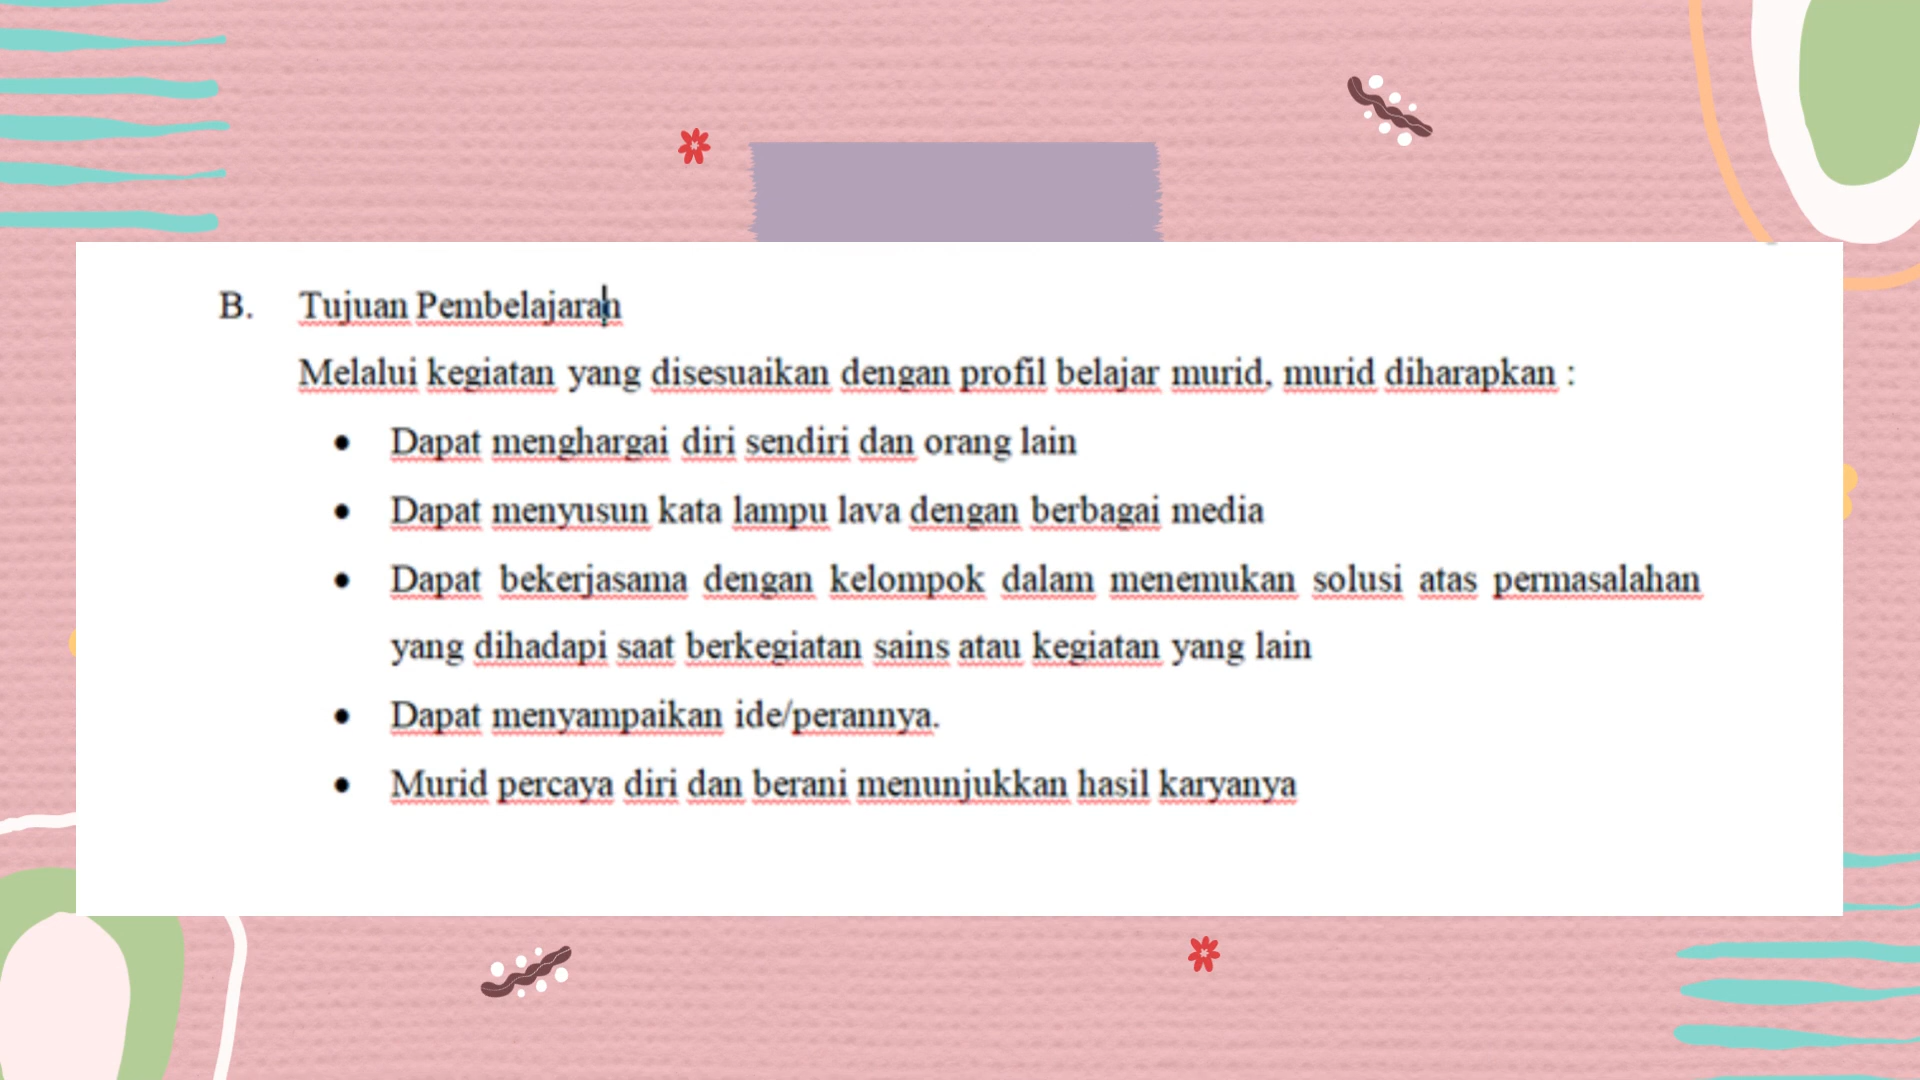 B. Tujuan Pembelajaran
Melalui kegiatan yang disesuaikan dengan profil belajar murid, murid diharapkan :
● Dapat menghargai diri sendiri dan orang lain
● Dapat menyusun kata lampu lava dengan berbagai media
● Dapat bekerjasama dengan kelompok dalam menemukan solusi atas permasalahan
yang dihadapi saat berkegiatan sains atau kegiatan yang lain
● Dapat menyampaikan ide/perannya.
● Murid percaya diri dan berani menunjukkan hasil karyanya